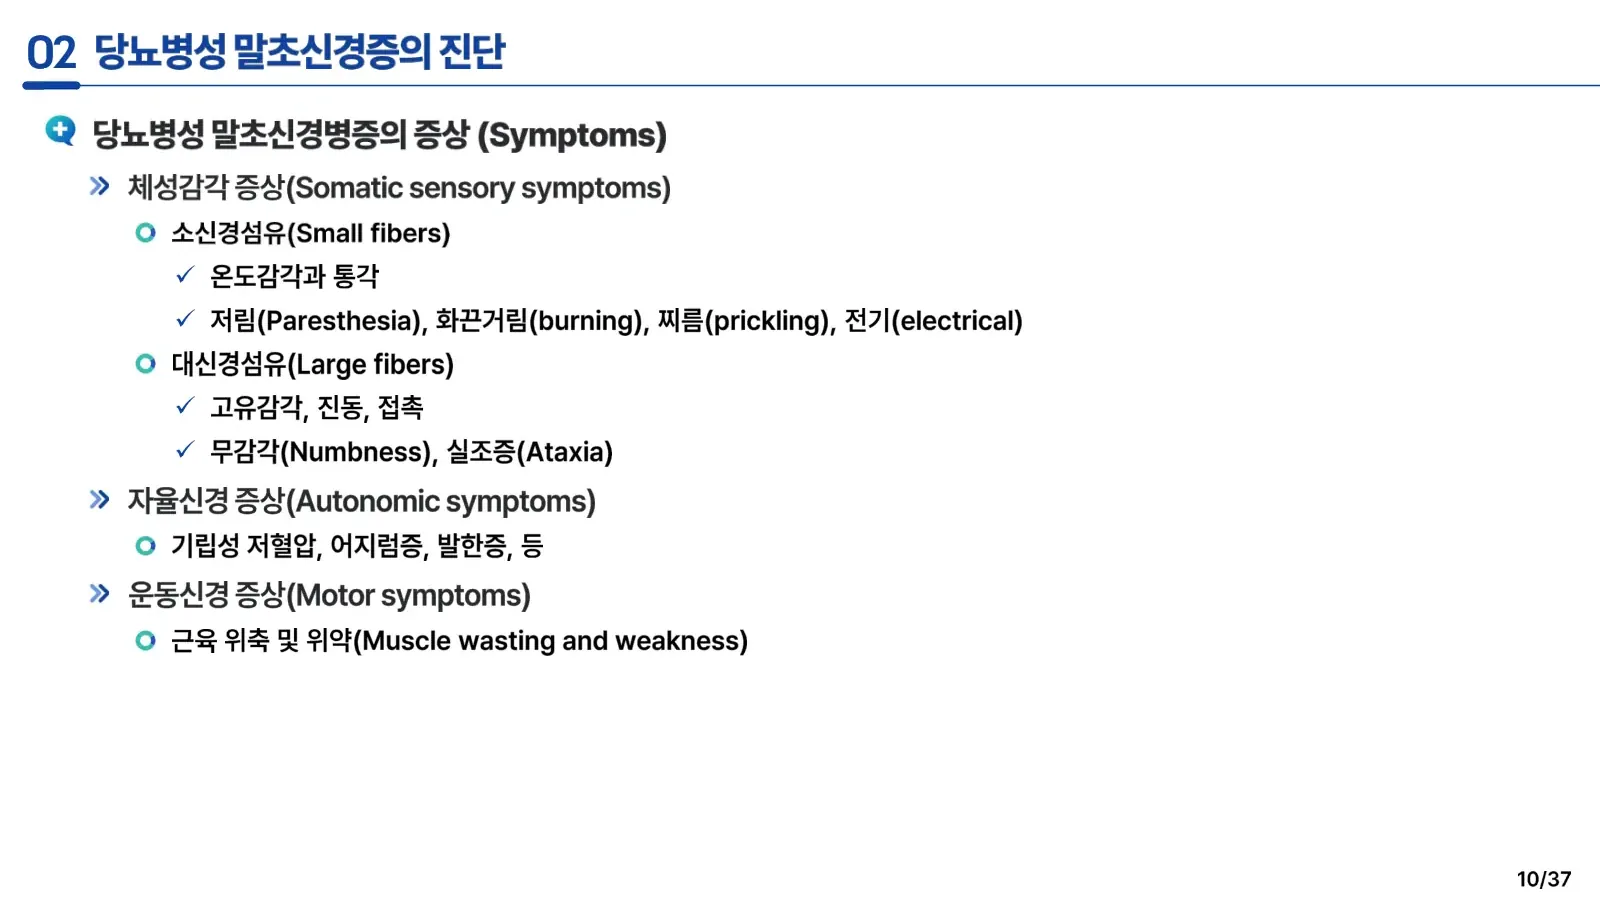 02 당뇨병성 말초신경증의 진단
당뇨병성 말초신경병증의 증상 (Symptoms)
체성감각 증상(Somatic sensory symptoms)
소신경섬유(Small fibers)
온도감각과 통각
저림(Paresthesia), 화끈거림(burning), 찌름(prickling), 전기(electrical)
대신경섬유(Large fibers)
고유감각, 진동, 접촉
무감각(Numbness), 실조증(Ataxia)
자율신경 증상(Autonomic symptoms)
기립성 저혈압, 어지럼증, 발한증, 등
운동신경 증상(Motor symptoms)
근육 위축 및 위약(Muscle wasting and weakness)
10/37